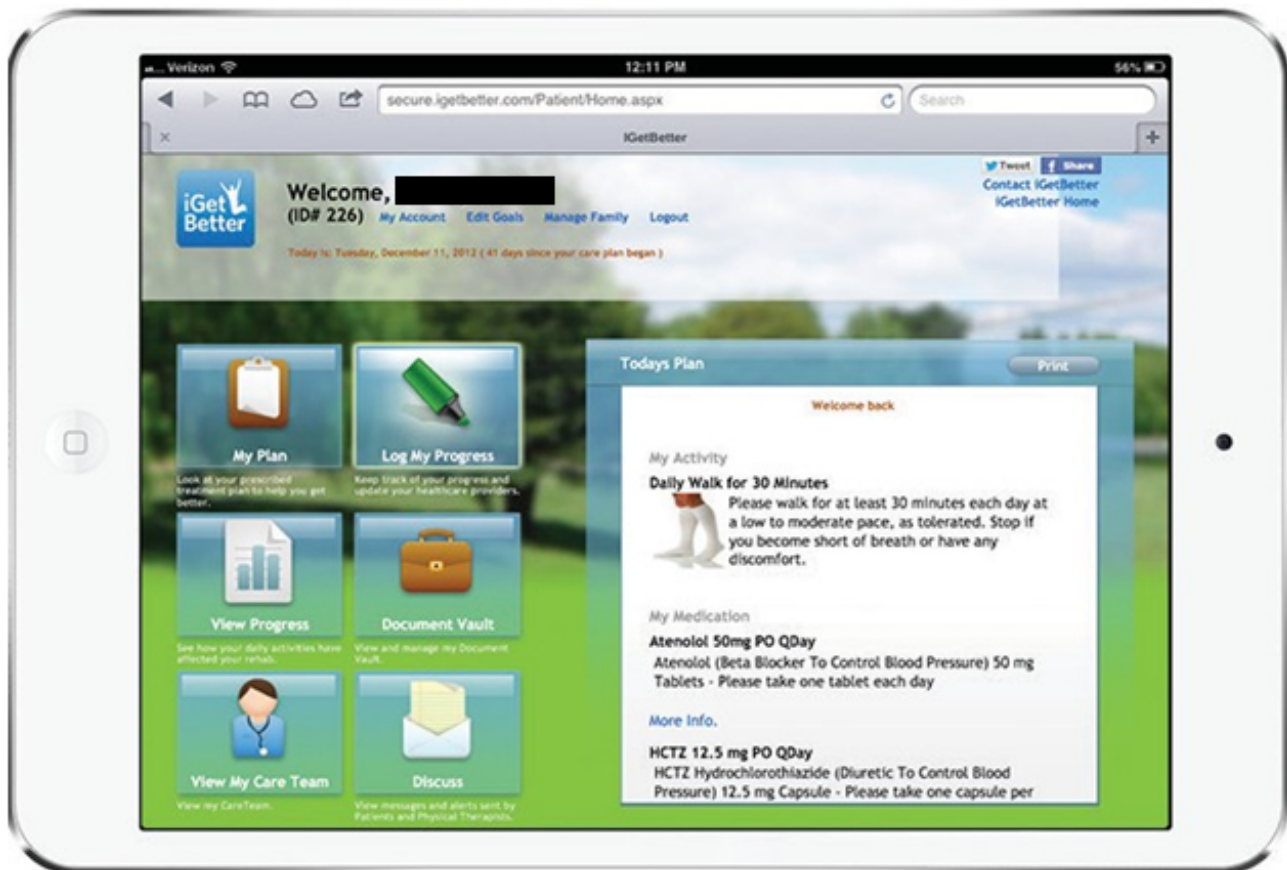 Verizon
12:11 PM
56%
secure.igetbetter.com/Patient/Home.aspx
Search
IGetBetter
iGet
Better
Welcome,
(ID# 226) My Account Edit Goals Manage Family Logout
Today is: Tuesday, December 11, 2012 ( 41 days since your care plan began )
Tweet Share
Contact iGetBetter
iGetBetter Home
My Plan
Look at your prescribed
treatment plan to help you get
better.
Log My Progress
Keep track of your progress and
update your healthcare providers.
View Progress
See how your daily activities have
affected your rehab.
Document Vault
View and manage my Document
Vault.
View My Care Team
View my CareTeam.
Discuss
View messages and alerts sent by
Patients and Physical Therapists.
Todays Plan
Print
Welcome back
My Activity
Daily Walk for 30 Minutes
Please walk for at least 30 minutes each day at
a low to moderate pace, as tolerated. Stop if
you become short of breath or have any
discomfort.
My Medication
Atenolol 50mg PO QDay
Atenolol (Beta Blocker To Control Blood Pressure) 50 mg
Tablets - Please take one tablet each day
More Info.
HCTZ 12.5 mg PO QDay
HCTZ Hydrochlorothiazide (Diuretic To Control Blood
Pressure) 12.5 mg Capsule - Please take one capsule per